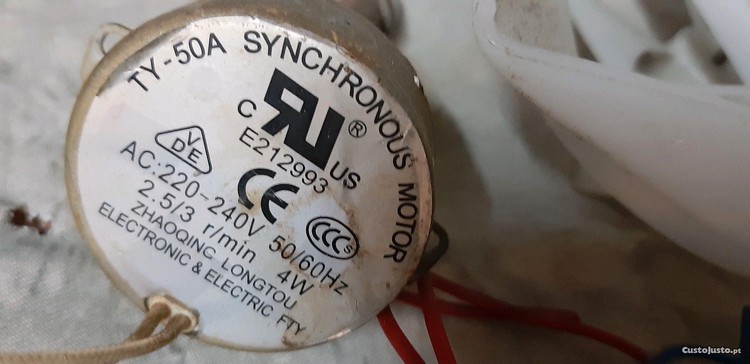 TY-50A SYNCHRONOUS MOTOR
C RU ® US
E212993
VDE
CE
CCC S
AC:220-240V 50/60Hz
2.5/3 r/min 4W
ZHAOQING LONGTOU
ELECTRONIC & ELECTRIC FTY
CustoJusto.pt